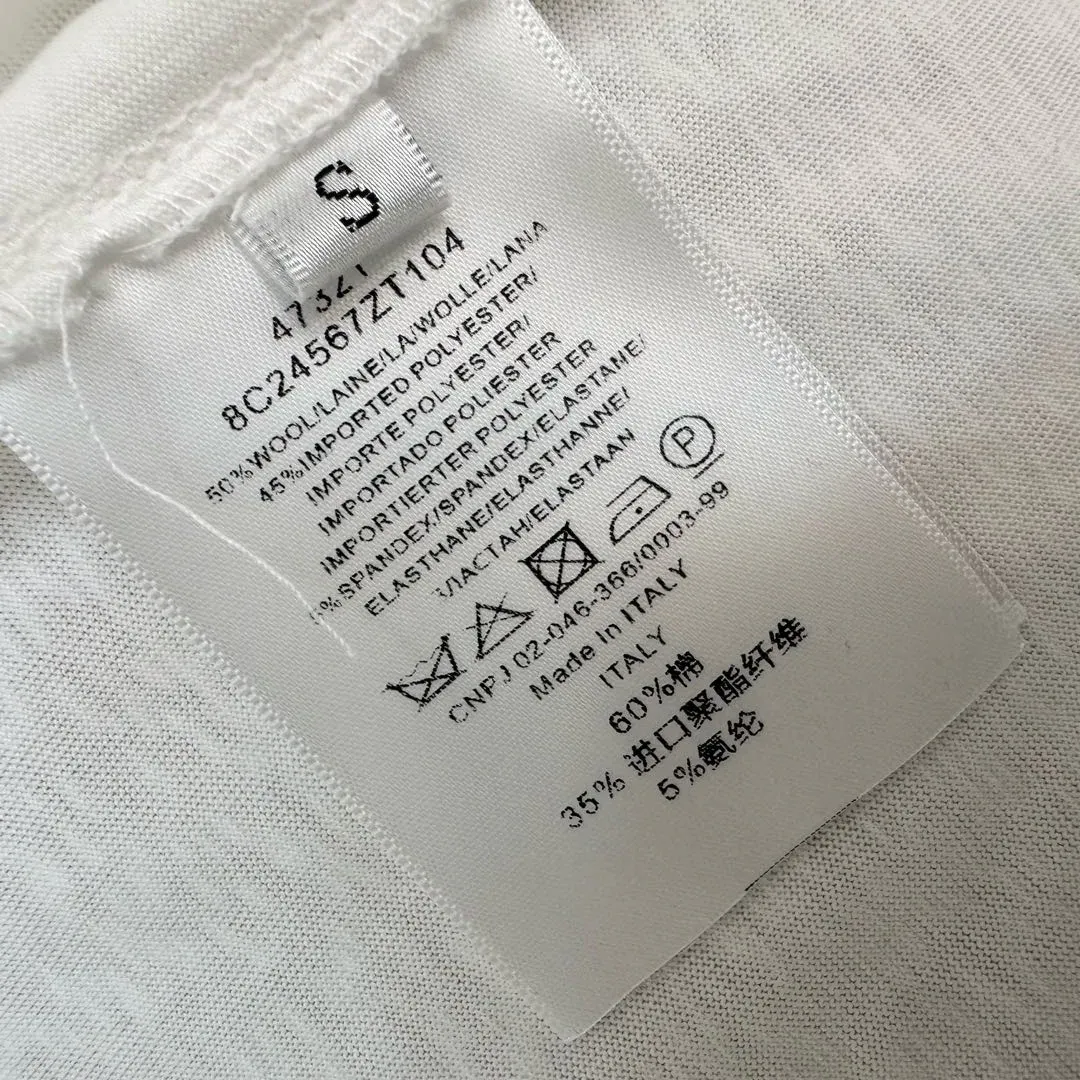 S
473Z1
8C24567ZT104
50%WOOL/LAINE/LA/WOLLE/LANA
45%IMPORTED POLYESTER/
IMPORTE POLYESTER/
IMPORTADO POLIESTER
IMPORTIERTER POLYESTER
%SPANDEX/SPANDEX/ELASTANE/
ELASTHANE/ELASTHANNE/
VIACTAH/ELASTAAN
P
CNPJ 02-046-366/0003-99
Made in ITALY
ITALY
60%棉
35% 进口聚酯纤维
5%氨纶